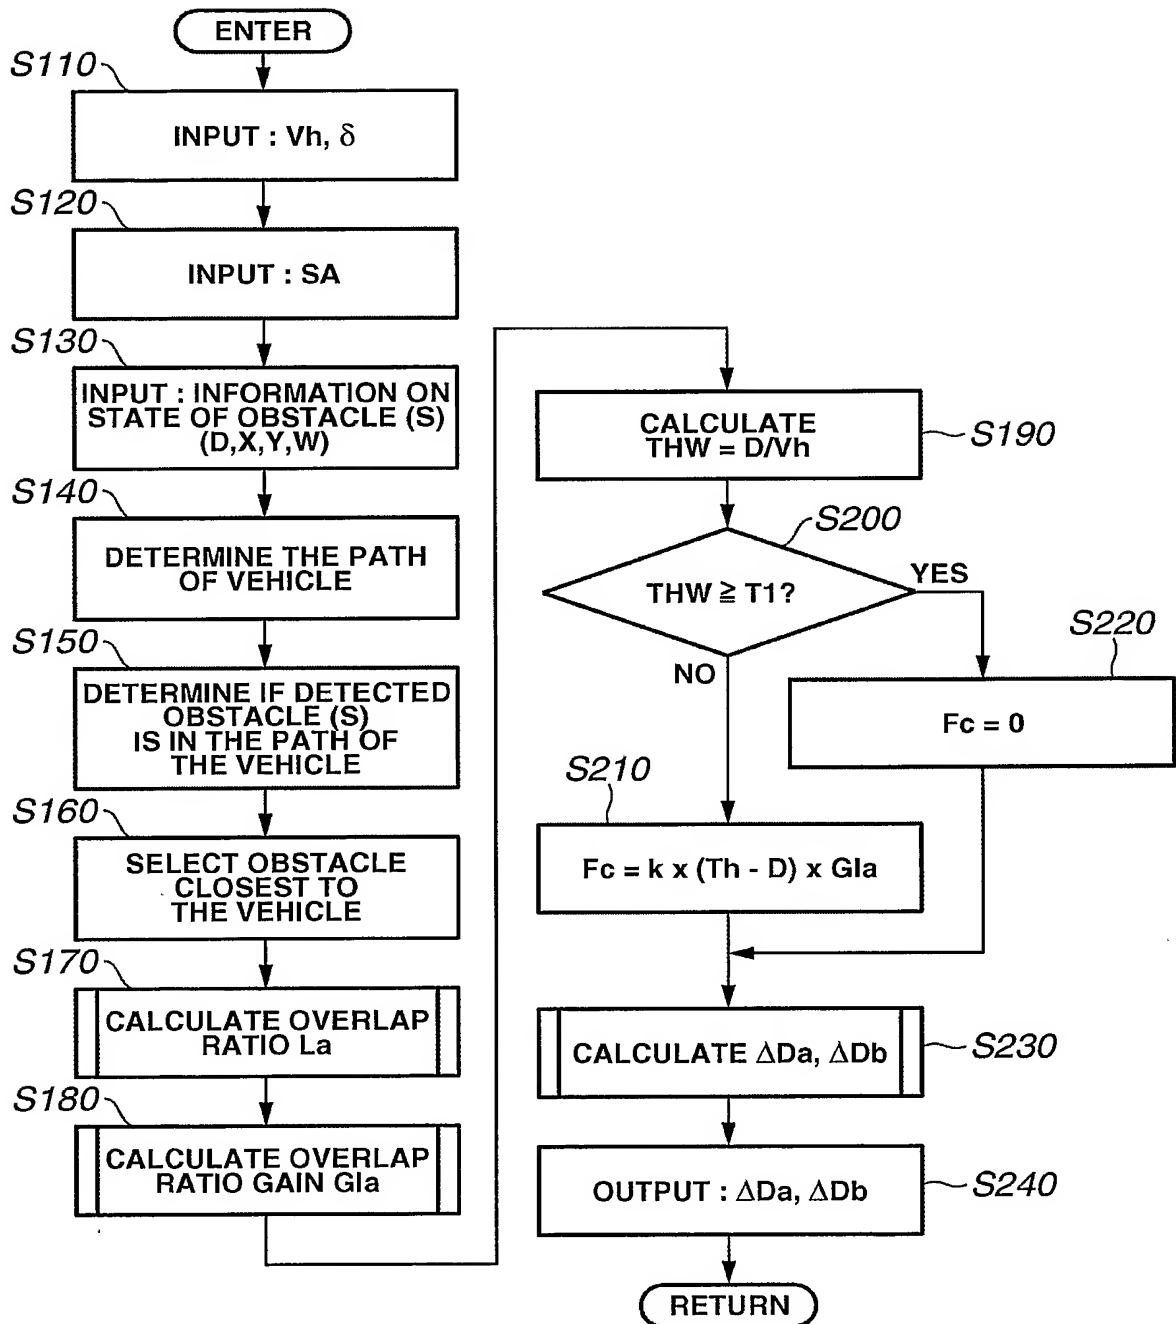 ENTER
S110
INPUT : Vh, δ
S120
INPUT : SA
S130
INPUT : INFORMATION ON
STATE OF OBSTACLE (S)
(D,X,Y,W)
S140
DETERMINE THE PATH
OF VEHICLE
S150
DETERMINE IF DETECTED
OBSTACLE (S)
IS IN THE PATH OF
THE VEHICLE
S160
SELECT OBSTACLE
CLOSEST TO
THE VEHICLE
S170
CALCULATE OVERLAP
RATIO La
S180
CALCULATE OVERLAP
RATIO GAIN Gla
CALCULATE
THW = D/Vh
S190
S200
THW ≧ T1?
YES
NO
S220
Fc = 0
S210
Fc = k x (Th - D) x Gla
CALCULATE ΔDa, ΔDb
S230
OUTPUT : ΔDa, ΔDb
S240
RETURN